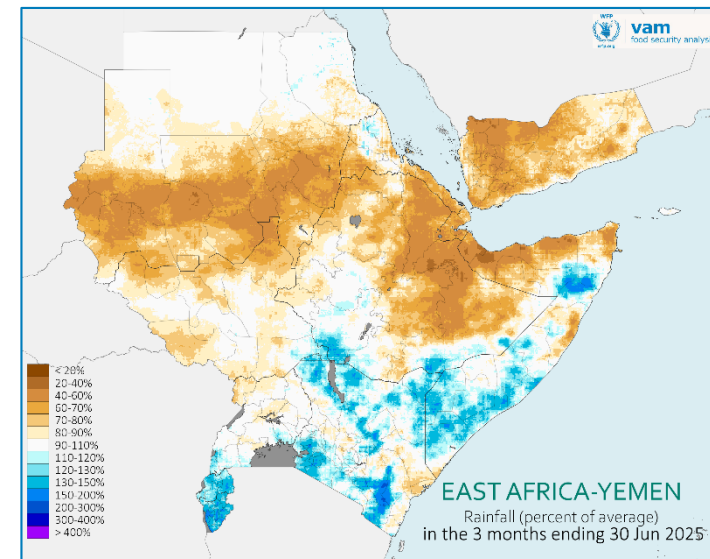 WFP
wfp.org
vam
food security analysis
< 20%
20-40%
40-60%
60-70%
70-80%
80-90%
90-110%
110-120%
120-130%
130-150%
150-200%
200-300%
300-400%
> 400%
EAST AFRICA-YEMEN
Rainfall (percent of average)
in the 3 months ending 30 Jun 2025